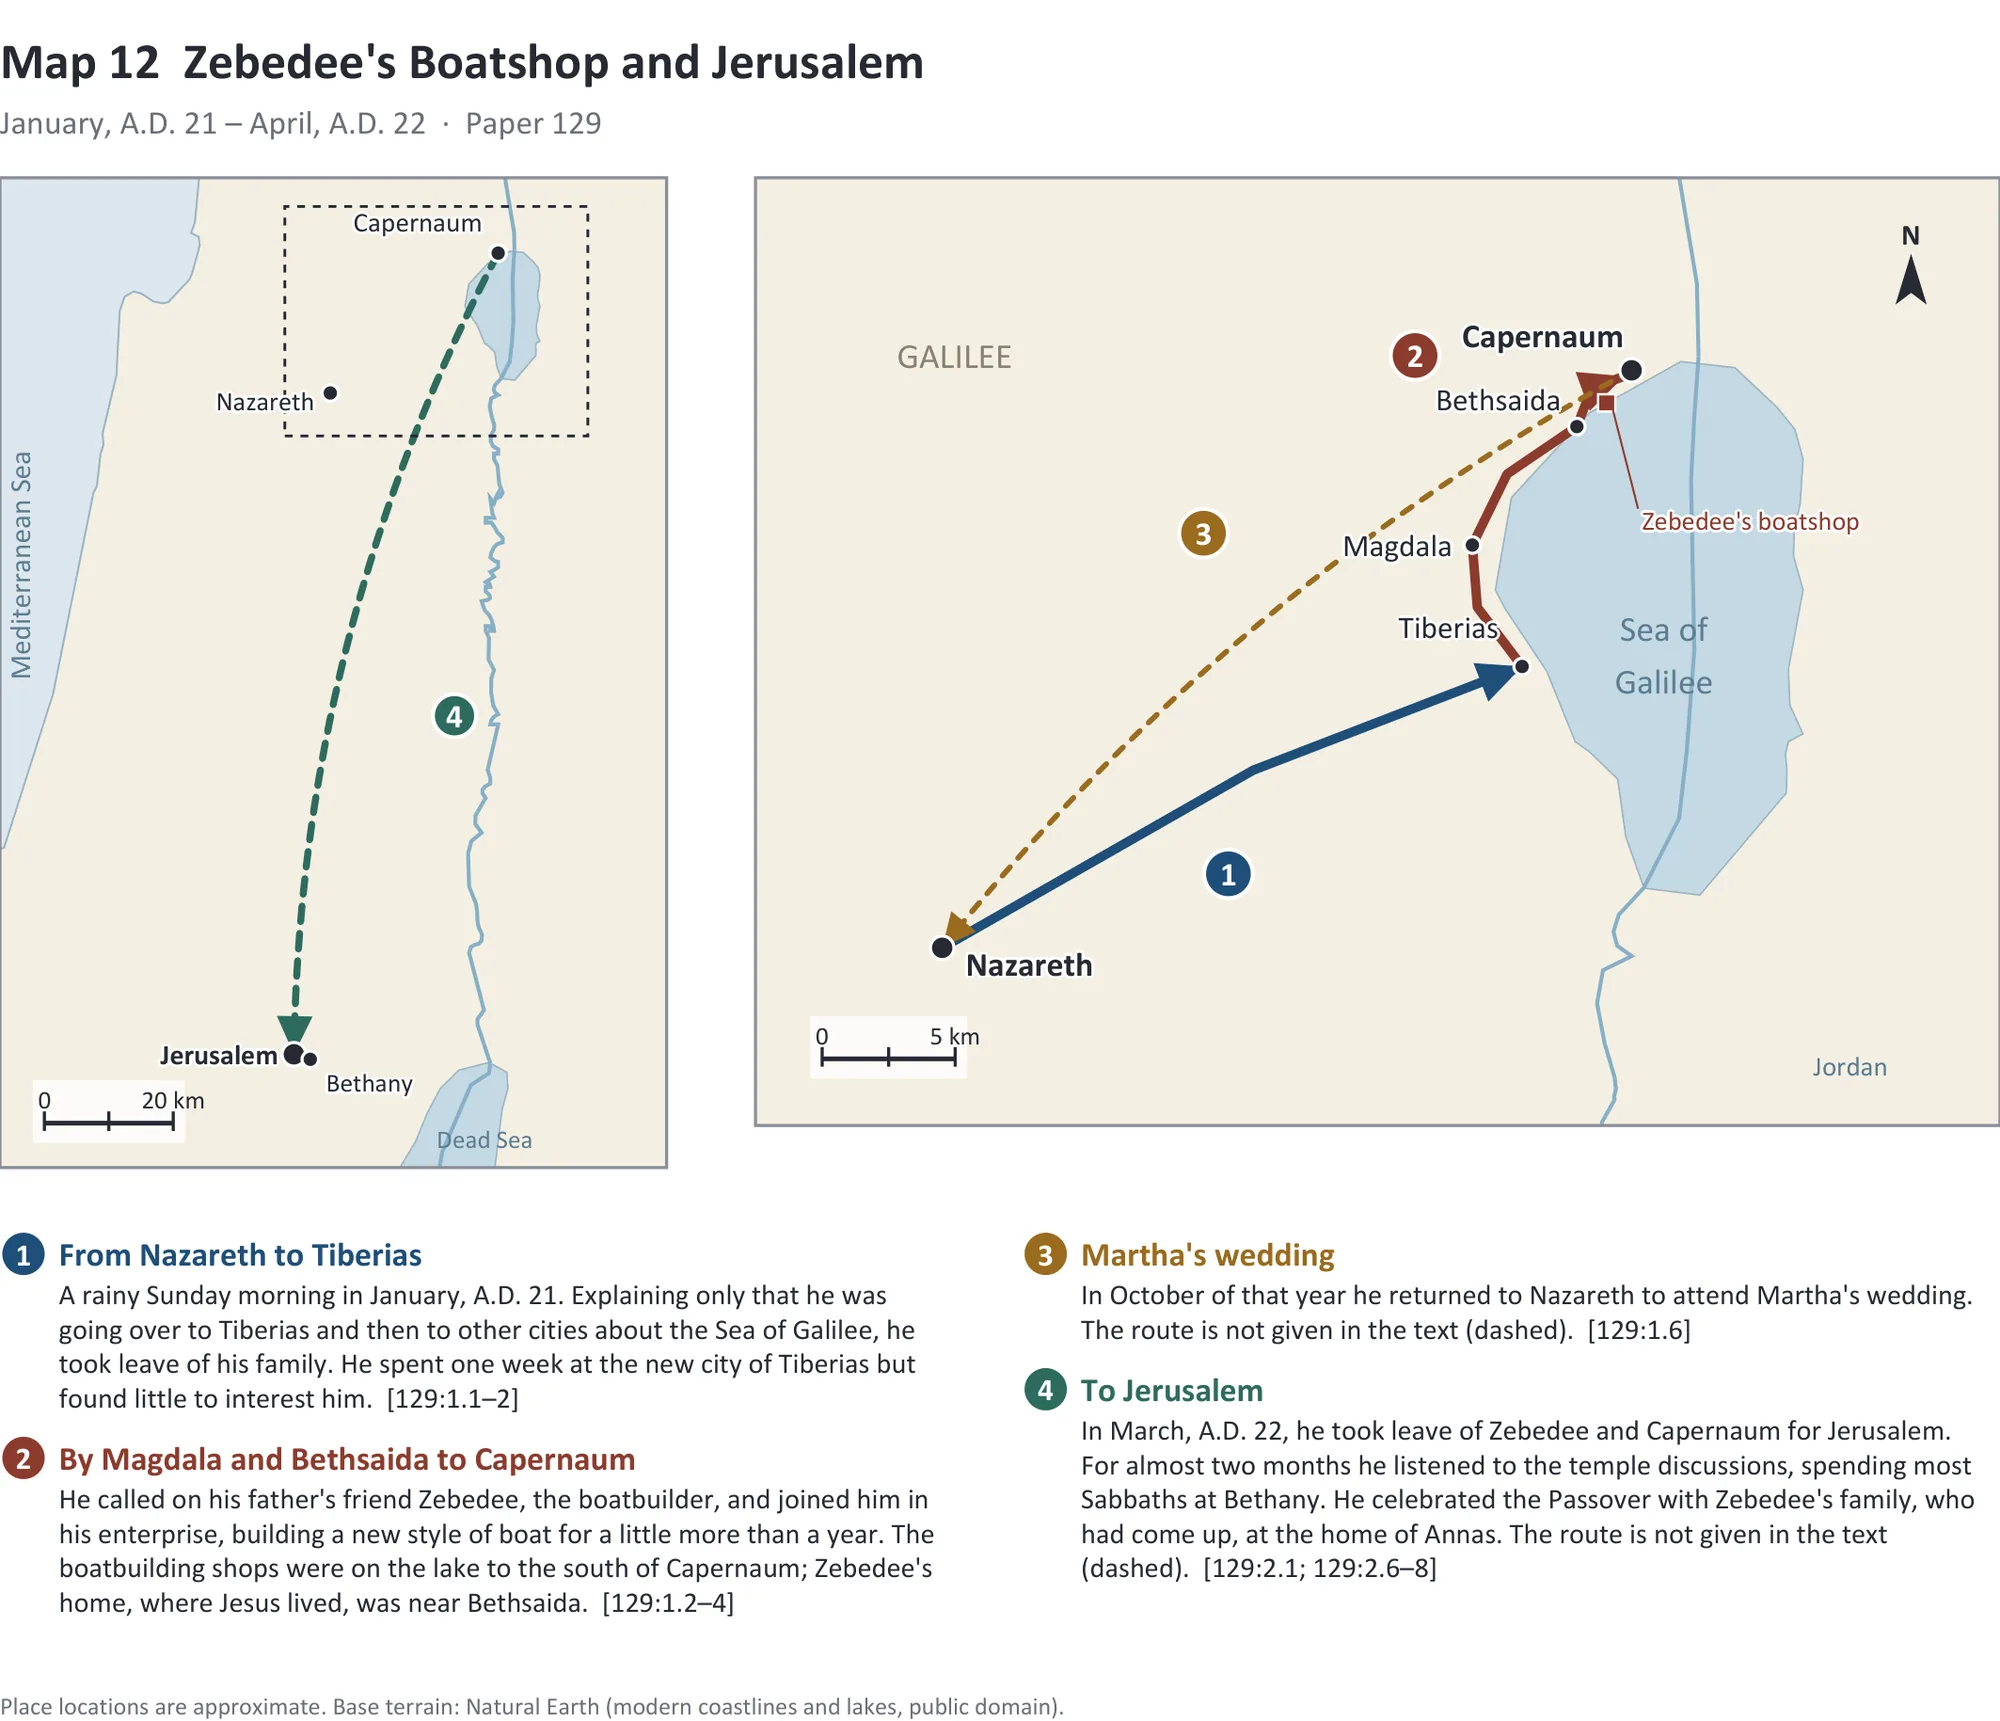 Map 12  Zebedee's Boatshop and Jerusalem
January, A.D. 21 – April, A.D. 22  ·  Paper 129
Capernaum
Nazareth
Mediterranean Sea
4
Jerusalem
Bethany
0 20 km
Dead Sea
N
GALILEE
2
Capernaum
Bethsaida
3
Zebedee's boatshop
Magdala
Tiberias
Sea of
Galilee
1
Nazareth
0 5 km
Jordan
1 From Nazareth to Tiberias
A rainy Sunday morning in January, A.D. 21. Explaining only that he was
going over to Tiberias and then to other cities about the Sea of Galilee, he
took leave of his family. He spent one week at the new city of Tiberias but
found little to interest him.  [129:1.1–2]
2 By Magdala and Bethsaida to Capernaum
He called on his father's friend Zebedee, the boatbuilder, and joined him in
his enterprise, building a new style of boat for a little more than a year. The
boatbuilding shops were on the lake to the south of Capernaum; Zebedee's
home, where Jesus lived, was near Bethsaida.  [129:1.2–4]
3 Martha's wedding
In October of that year he returned to Nazareth to attend Martha's wedding.
The route is not given in the text (dashed).  [129:1.6]
4 To Jerusalem
In March, A.D. 22, he took leave of Zebedee and Capernaum for Jerusalem.
For almost two months he listened to the temple discussions, spending most
Sabbaths at Bethany. He celebrated the Passover with Zebedee's family, who
had come up, at the home of Annas. The route is not given in the text
(dashed).  [129:2.1; 129:2.6–8]
Place locations are approximate. Base terrain: Natural Earth (modern coastlines and lakes, public domain).